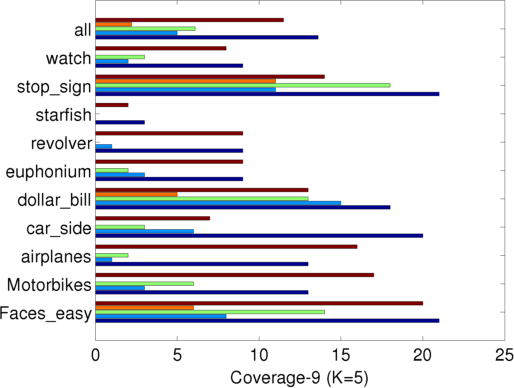 all
watch
stop_sign
starfish
revolver
euphonium
dollar_bill
car_side
airplanes
Motorbikes
Faces_easy
0 5 10 15 20 25
Coverage-9 (K=5)